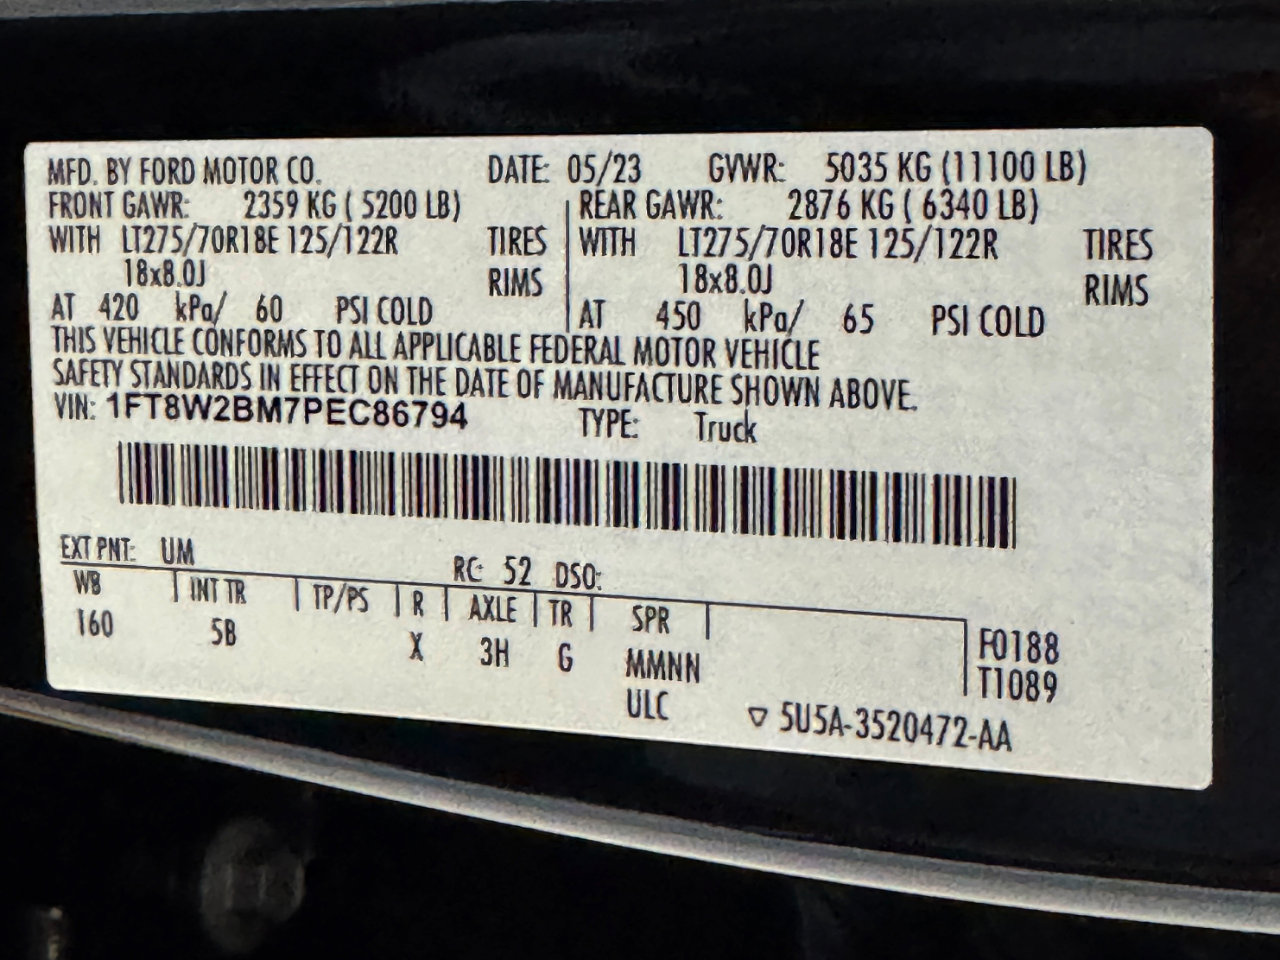 MFD. BY FORD MOTOR CO. DATE: 05/23 GVWR: 5035 KG (11100 LB)
FRONT GAWR: 2359 KG ( 5200 LB) REAR GAWR: 2876 KG ( 6340 LB)
WITH LT275/70R18E 125/122R TIRES WITH LT275/70R18E 125/122R TIRES
18x8.0J RIMS 18x8.0J RIMS
AT 420 kPa/ 60 PSI COLD AT 450 kPa/ 65 PSI COLD
THIS VEHICLE CONFORMS TO ALL APPLICABLE FEDERAL MOTOR VEHICLE
SAFETY STANDARDS IN EFFECT ON THE DATE OF MANUFACTURE SHOWN ABOVE.
VIN: 1FT8W2BM7PEC86794 TYPE: Truck
EXT PNT: UM RC: 52 DSO:
WB INT TR TP/PS R AXLE TR SPR
160 5B X 3H G MMNN F0188
ULC T1089
5U5A-3520472-AA